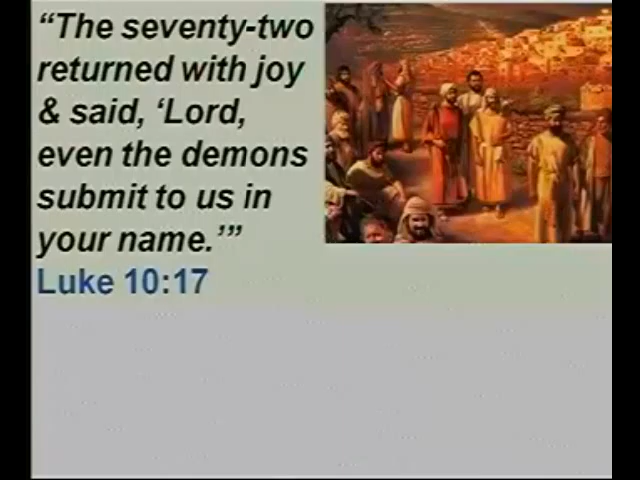 “The seventy-two
returned with joy
& said, ‘Lord,
even the demons
submit to us in
your name.’”
Luke 10:17